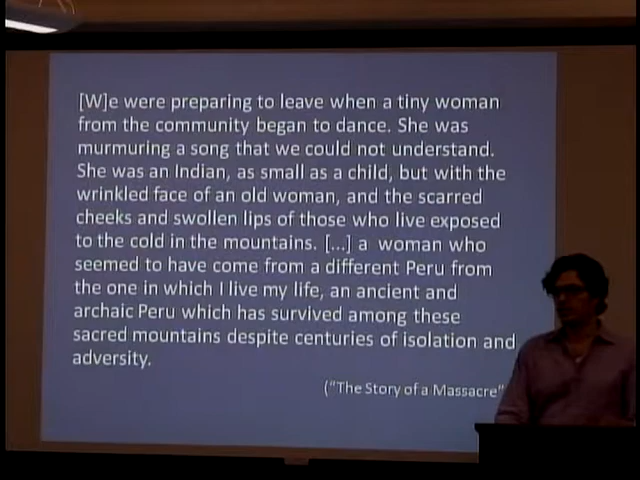 [W]e were preparing to leave when a tiny woman
from the community began to dance. She was
murmuring a song that we could not understand.
She was an Indian, as small as a child, but with the
wrinkled face of an old woman, and the scarred
cheeks and swollen lips of those who live exposed
to the cold in the mountains. [...] a woman who
seemed to have come from a different Peru from
the one in which I live my life, an ancient and
archaic Peru which has survived among these
sacred mountains despite centuries of isolation and
adversity.
("The Story of a Massacre"